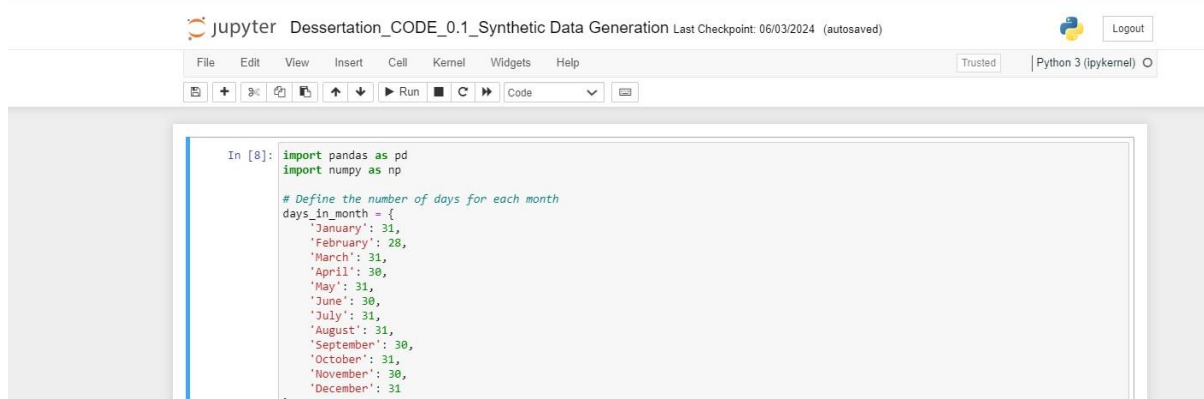 jupyter Dessertation_CODE_0.1_Synthetic Data Generation Last Checkpoint: 06/03/2024 (autosaved) Logout
File Edit View Insert Cell Kernel Widgets Help Trusted Python 3 (ipykernel)
Run Code
In [8]: import pandas as pd
import numpy as np
# Define the number of days for each month
days_in_month = {
'January': 31,
'February': 28,
'March': 31,
'April': 30,
'May': 31,
'June': 30,
'July': 31,
'August': 31,
'September': 30,
'October': 31,
'November': 30,
'December': 31